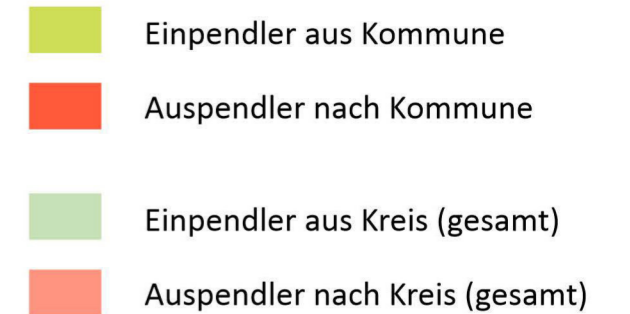 Einpendler aus Kommune
Auspendler nach Kommune
Einpendler aus Kreis (gesamt)
Auspendler nach Kreis (gesamt)